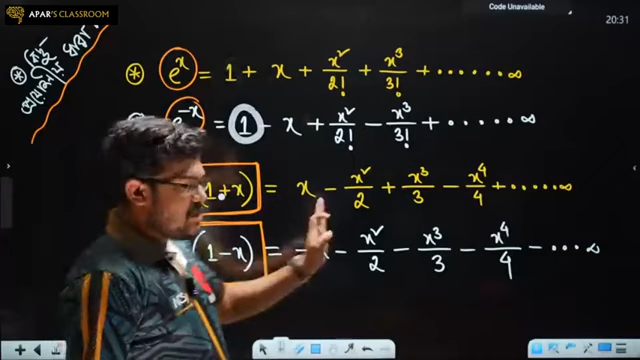 APAR'S CLASSROOM
Code Unavailable
20:31
* কিছু
* e^x = 1 + x + x²/2! + x³/3! + ...... ∞
e^-x = 1 - x + x²/2! - x³/3! + ...... ∞
(1+x) = x - x²/2 + x³/3 - x⁴/4 + ...... ∞
(1-x) = x - x²/2 - x³/3 - x⁴/4 - ... ∞